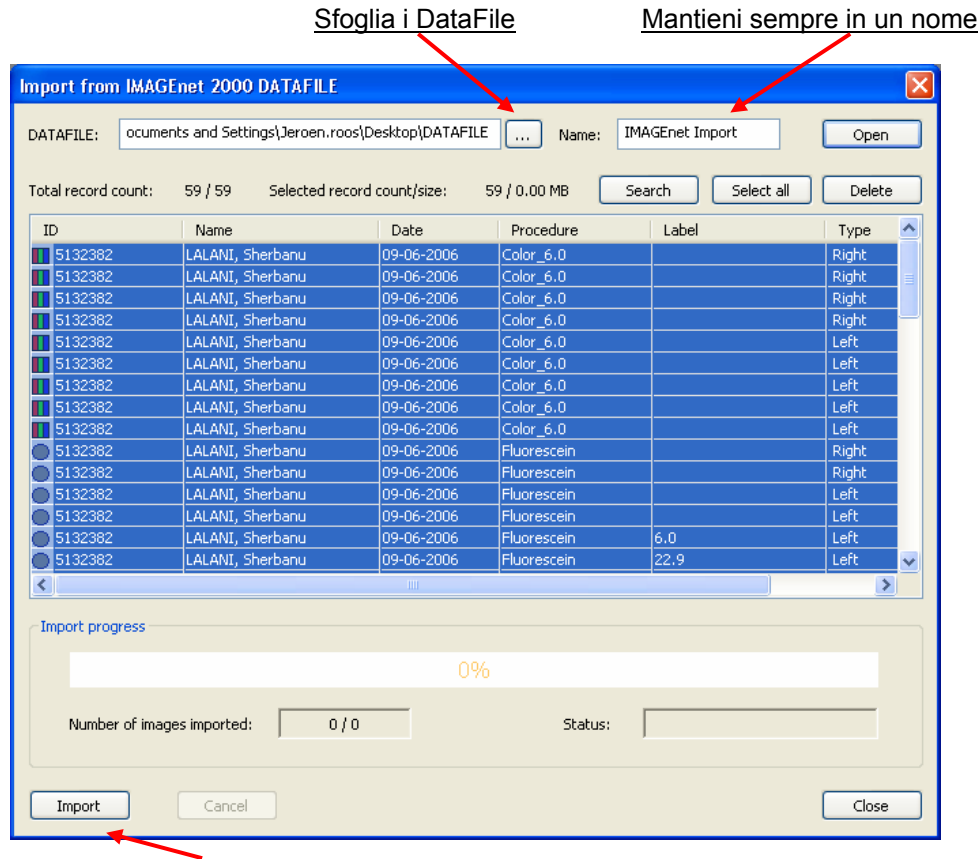 Sfoglia i DataFile Mantieni sempre in un nome
Import from IMAGEnet 2000 DATAFILE
DATAFILE: ocuments and Settings\Jeroen.roos\Desktop\DATAFILE ... Name: IMAGEnet Import Open
Total record count: 59 / 59 Selected record count/size: 59 / 0.00 MB Search Select all Delete
ID Name Date Procedure Label Type
5132382 LALANI, Sherbanu 09-06-2006 Color_6.0 Right
5132382 LALANI, Sherbanu 09-06-2006 Color_6.0 Right
5132382 LALANI, Sherbanu 09-06-2006 Color_6.0 Right
5132382 LALANI, Sherbanu 09-06-2006 Color_6.0 Right
5132382 LALANI, Sherbanu 09-06-2006 Color_6.0 Left
5132382 LALANI, Sherbanu 09-06-2006 Color_6.0 Left
5132382 LALANI, Sherbanu 09-06-2006 Color_6.0 Left
5132382 LALANI, Sherbanu 09-06-2006 Color_6.0 Left
5132382 LALANI, Sherbanu 09-06-2006 Color_6.0 Left
5132382 LALANI, Sherbanu 09-06-2006 Fluorescein Right
5132382 LALANI, Sherbanu 09-06-2006 Fluorescein Right
5132382 LALANI, Sherbanu 09-06-2006 Fluorescein Left
5132382 LALANI, Sherbanu 09-06-2006 Fluorescein Left
5132382 LALANI, Sherbanu 09-06-2006 Fluorescein 6.0 Left
5132382 LALANI, Sherbanu 09-06-2006 Fluorescein 22.9 Left
Import progress
0%
Number of images imported: 0 / 0 Status:
Import Cancel Close